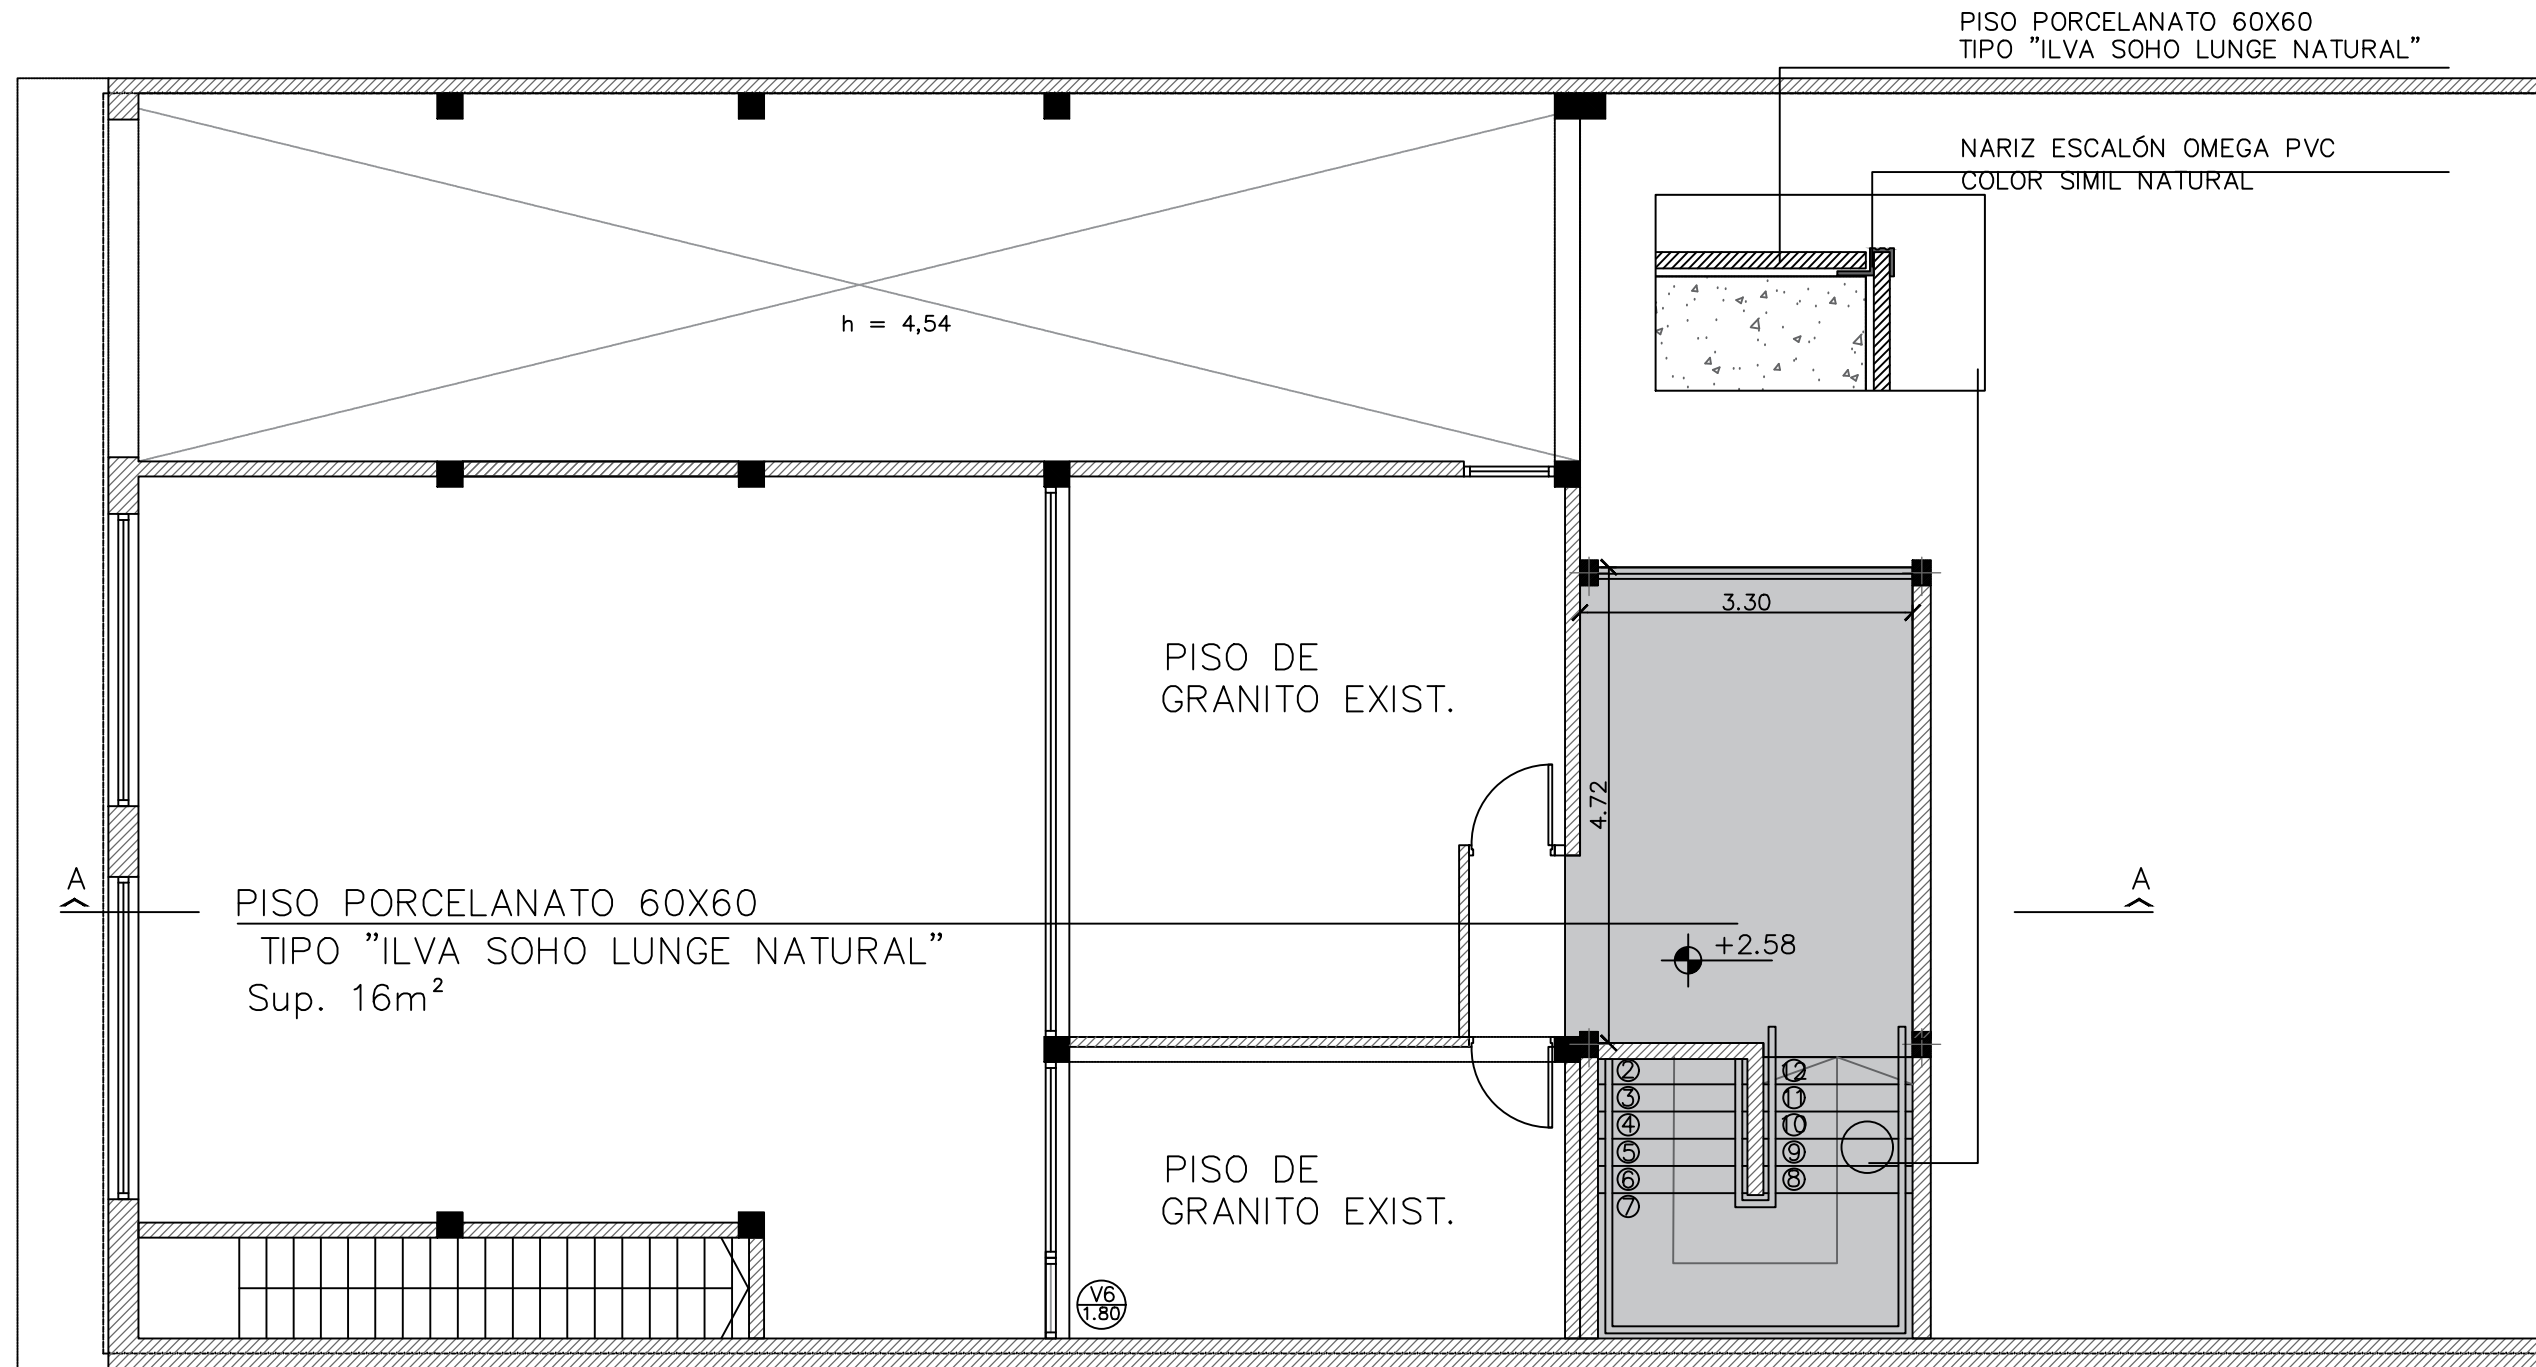 PISO PORCELANATO 60X60
TIPO "ILVA SOHO LUNGE NATURAL"
NARIZ ESCALÓN OMEGA PVC
COLOR SIMIL NATURAL
h = 4,54
3.30
PISO DE
GRANITO EXIST.
4.72
A
A
PISO PORCELANATO 60X60
TIPO "ILVA SOHO LUNGE NATURAL"
Sup. 16m²
+2.58
2
12
3
11
4
10
5
9
6
8
7
PISO DE
GRANITO EXIST.
V6
1.80